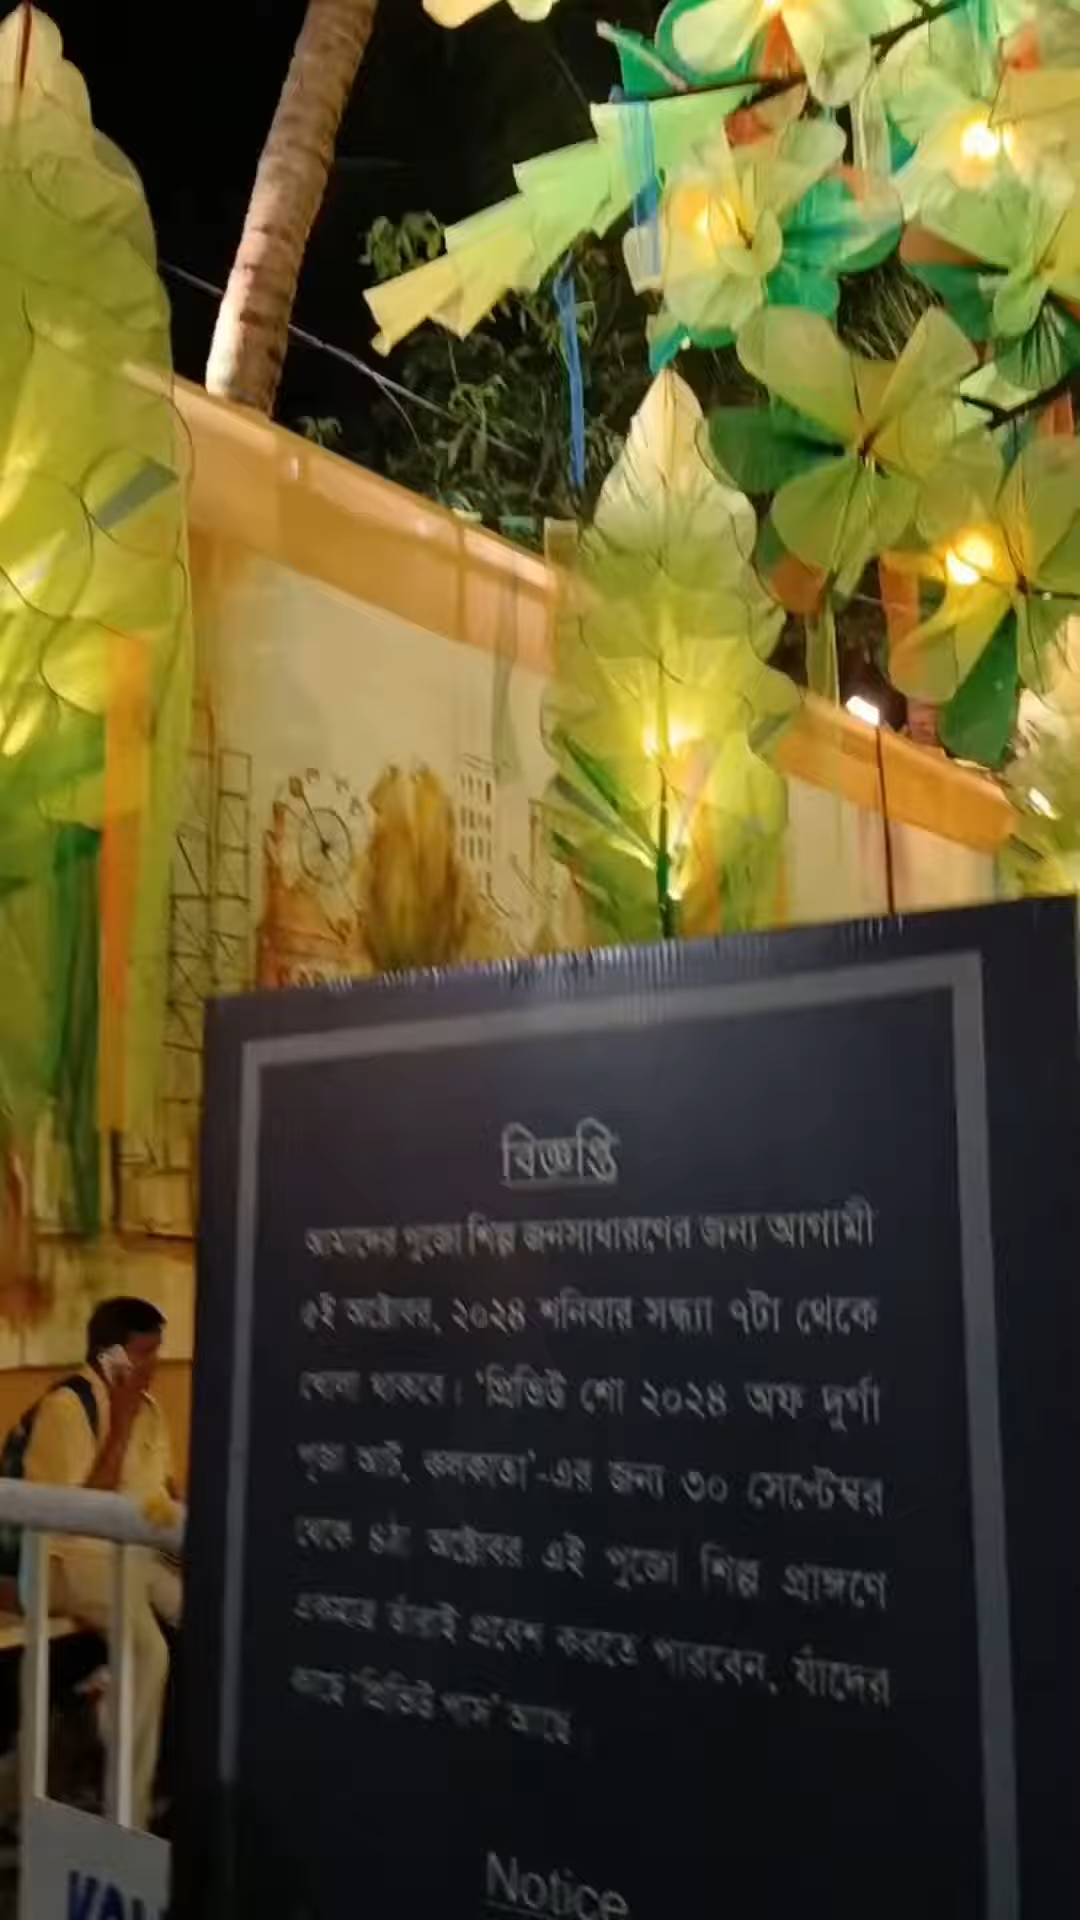 বিজ্ঞপ্তি
আমাদের পুজো শিল্প জনসাধারণের জন্য আগামী
৫ই অক্টোবর, ২০২৪ শনিবার সন্ধ্যা ৭টা থেকে
খোলা থাকবে। 'প্রিভিউ শো ২০২৪ অফ দুর্গা
পূজা আর্ট, কলকাতা'-এর জন্য ৩০ সেপ্টেম্বর
থেকে ৪ঠা অক্টোবর এই পুজো শিল্প প্রাঙ্গণে
একমাত্র তাঁরাই প্রবেশ করতে পারবেন, যাঁদের
কাছে 'প্রিভিউ পাস' আছে
Notice